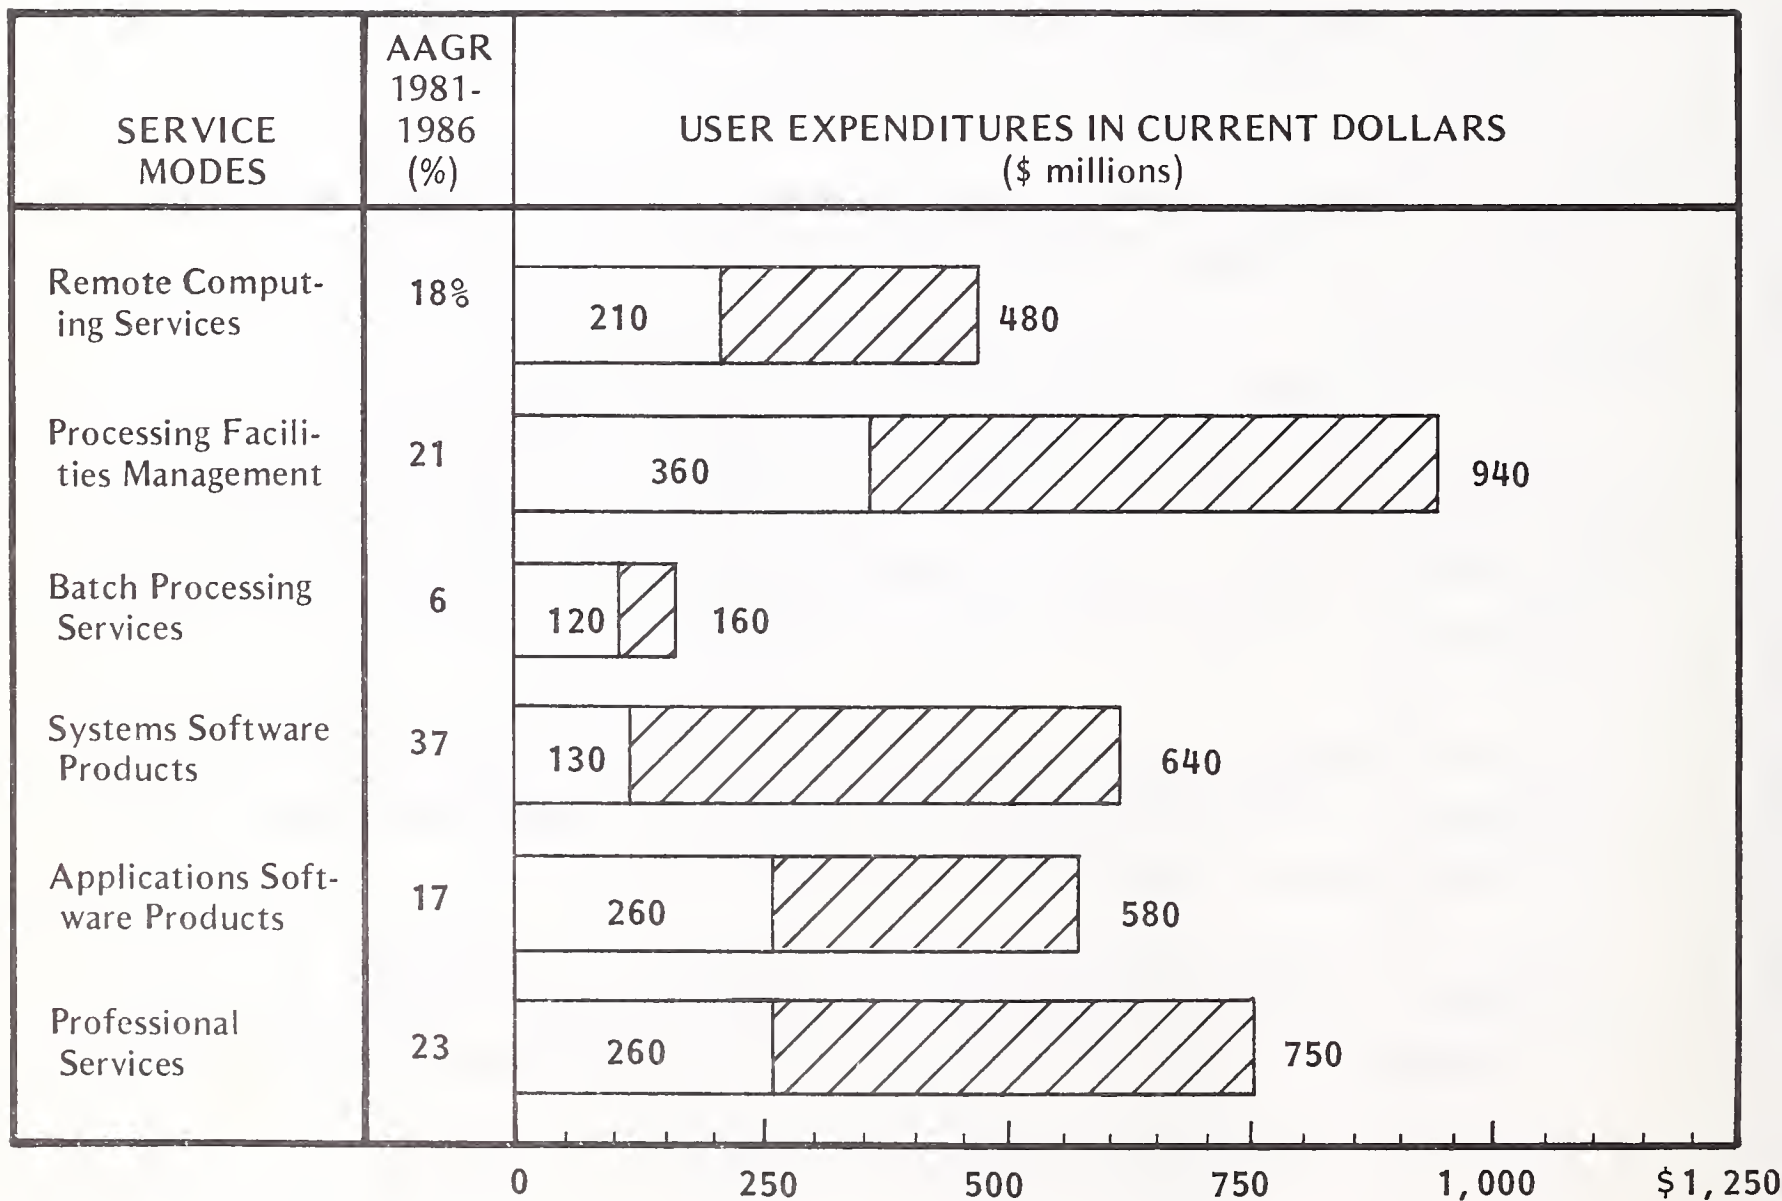 SERVICE
MODES
AAGR
1981-
1986
(%)
USER EXPENDITURES IN CURRENT DOLLARS
($ millions)
Remote Comput-
ing Services
18%
210
480
Processing Facili-
ties Management
21
360
940
Batch Processing
Services
6
120
160
Systems Software
Products
37
130
640
Applications Soft-
ware Products
17
260
580
Professional
Services
23
260
750
0 250 500 750 1,000 $1,250